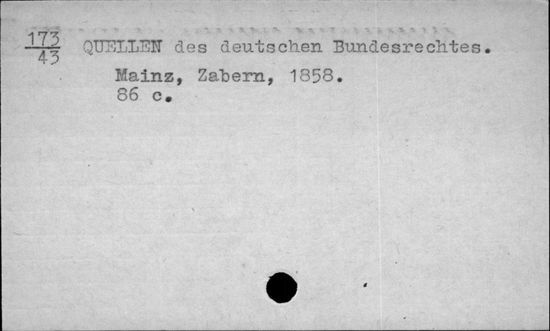 173
43
QUELLEN des deutschen Bundesrechtes.
Mainz, Zabern, 1858.
86 c.